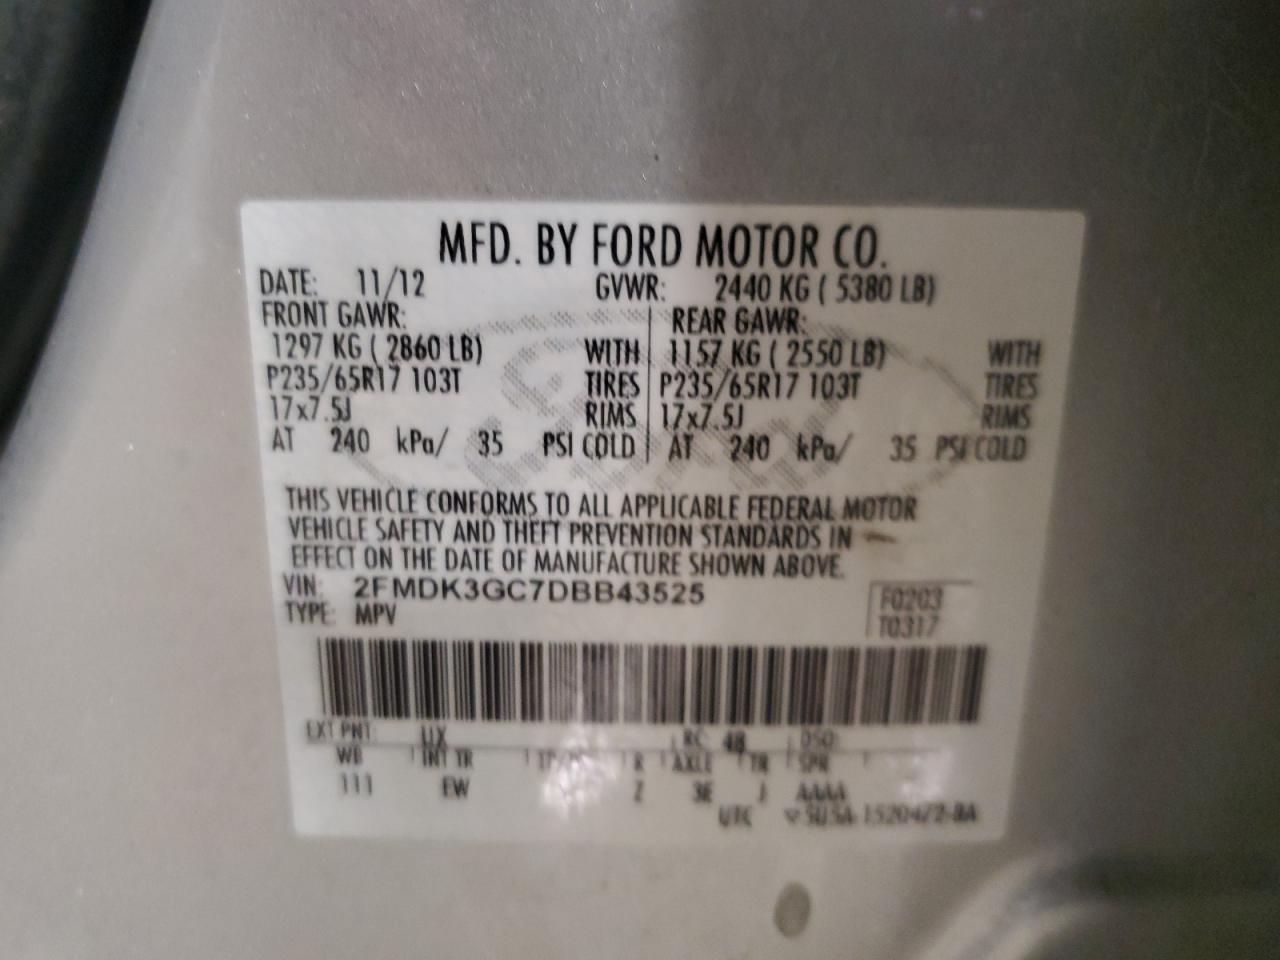 MFD. BY FORD MOTOR CO.
DATE: 11/12 GVWR: 2440 KG ( 5380 LB)
FRONT GAWR: REAR GAWR:
1297 KG ( 2860 LB) WITH 1157 KG ( 2550 LB) WITH
P235/65R17 103T TIRES P235/65R17 103T TIRES
17x7.5J RIMS 17x7.5J RIMS
AT 240 kPa/ 35 PSI COLD AT 240 kPa/ 35 PSI COLD
THIS VEHICLE CONFORMS TO ALL APPLICABLE FEDERAL MOTOR
VEHICLE SAFETY AND THEFT PREVENTION STANDARDS IN
EFFECT ON THE DATE OF MANUFACTURE SHOWN ABOVE.
VIN: 2FMDK3GC7DBB43525
TYPE: MPV
F0203
T0317
EXT PNT: UX RC: 48 DSO:
WB INT TR R AXLE TR SPR
111 EW Z 3E J AAAA
UTC